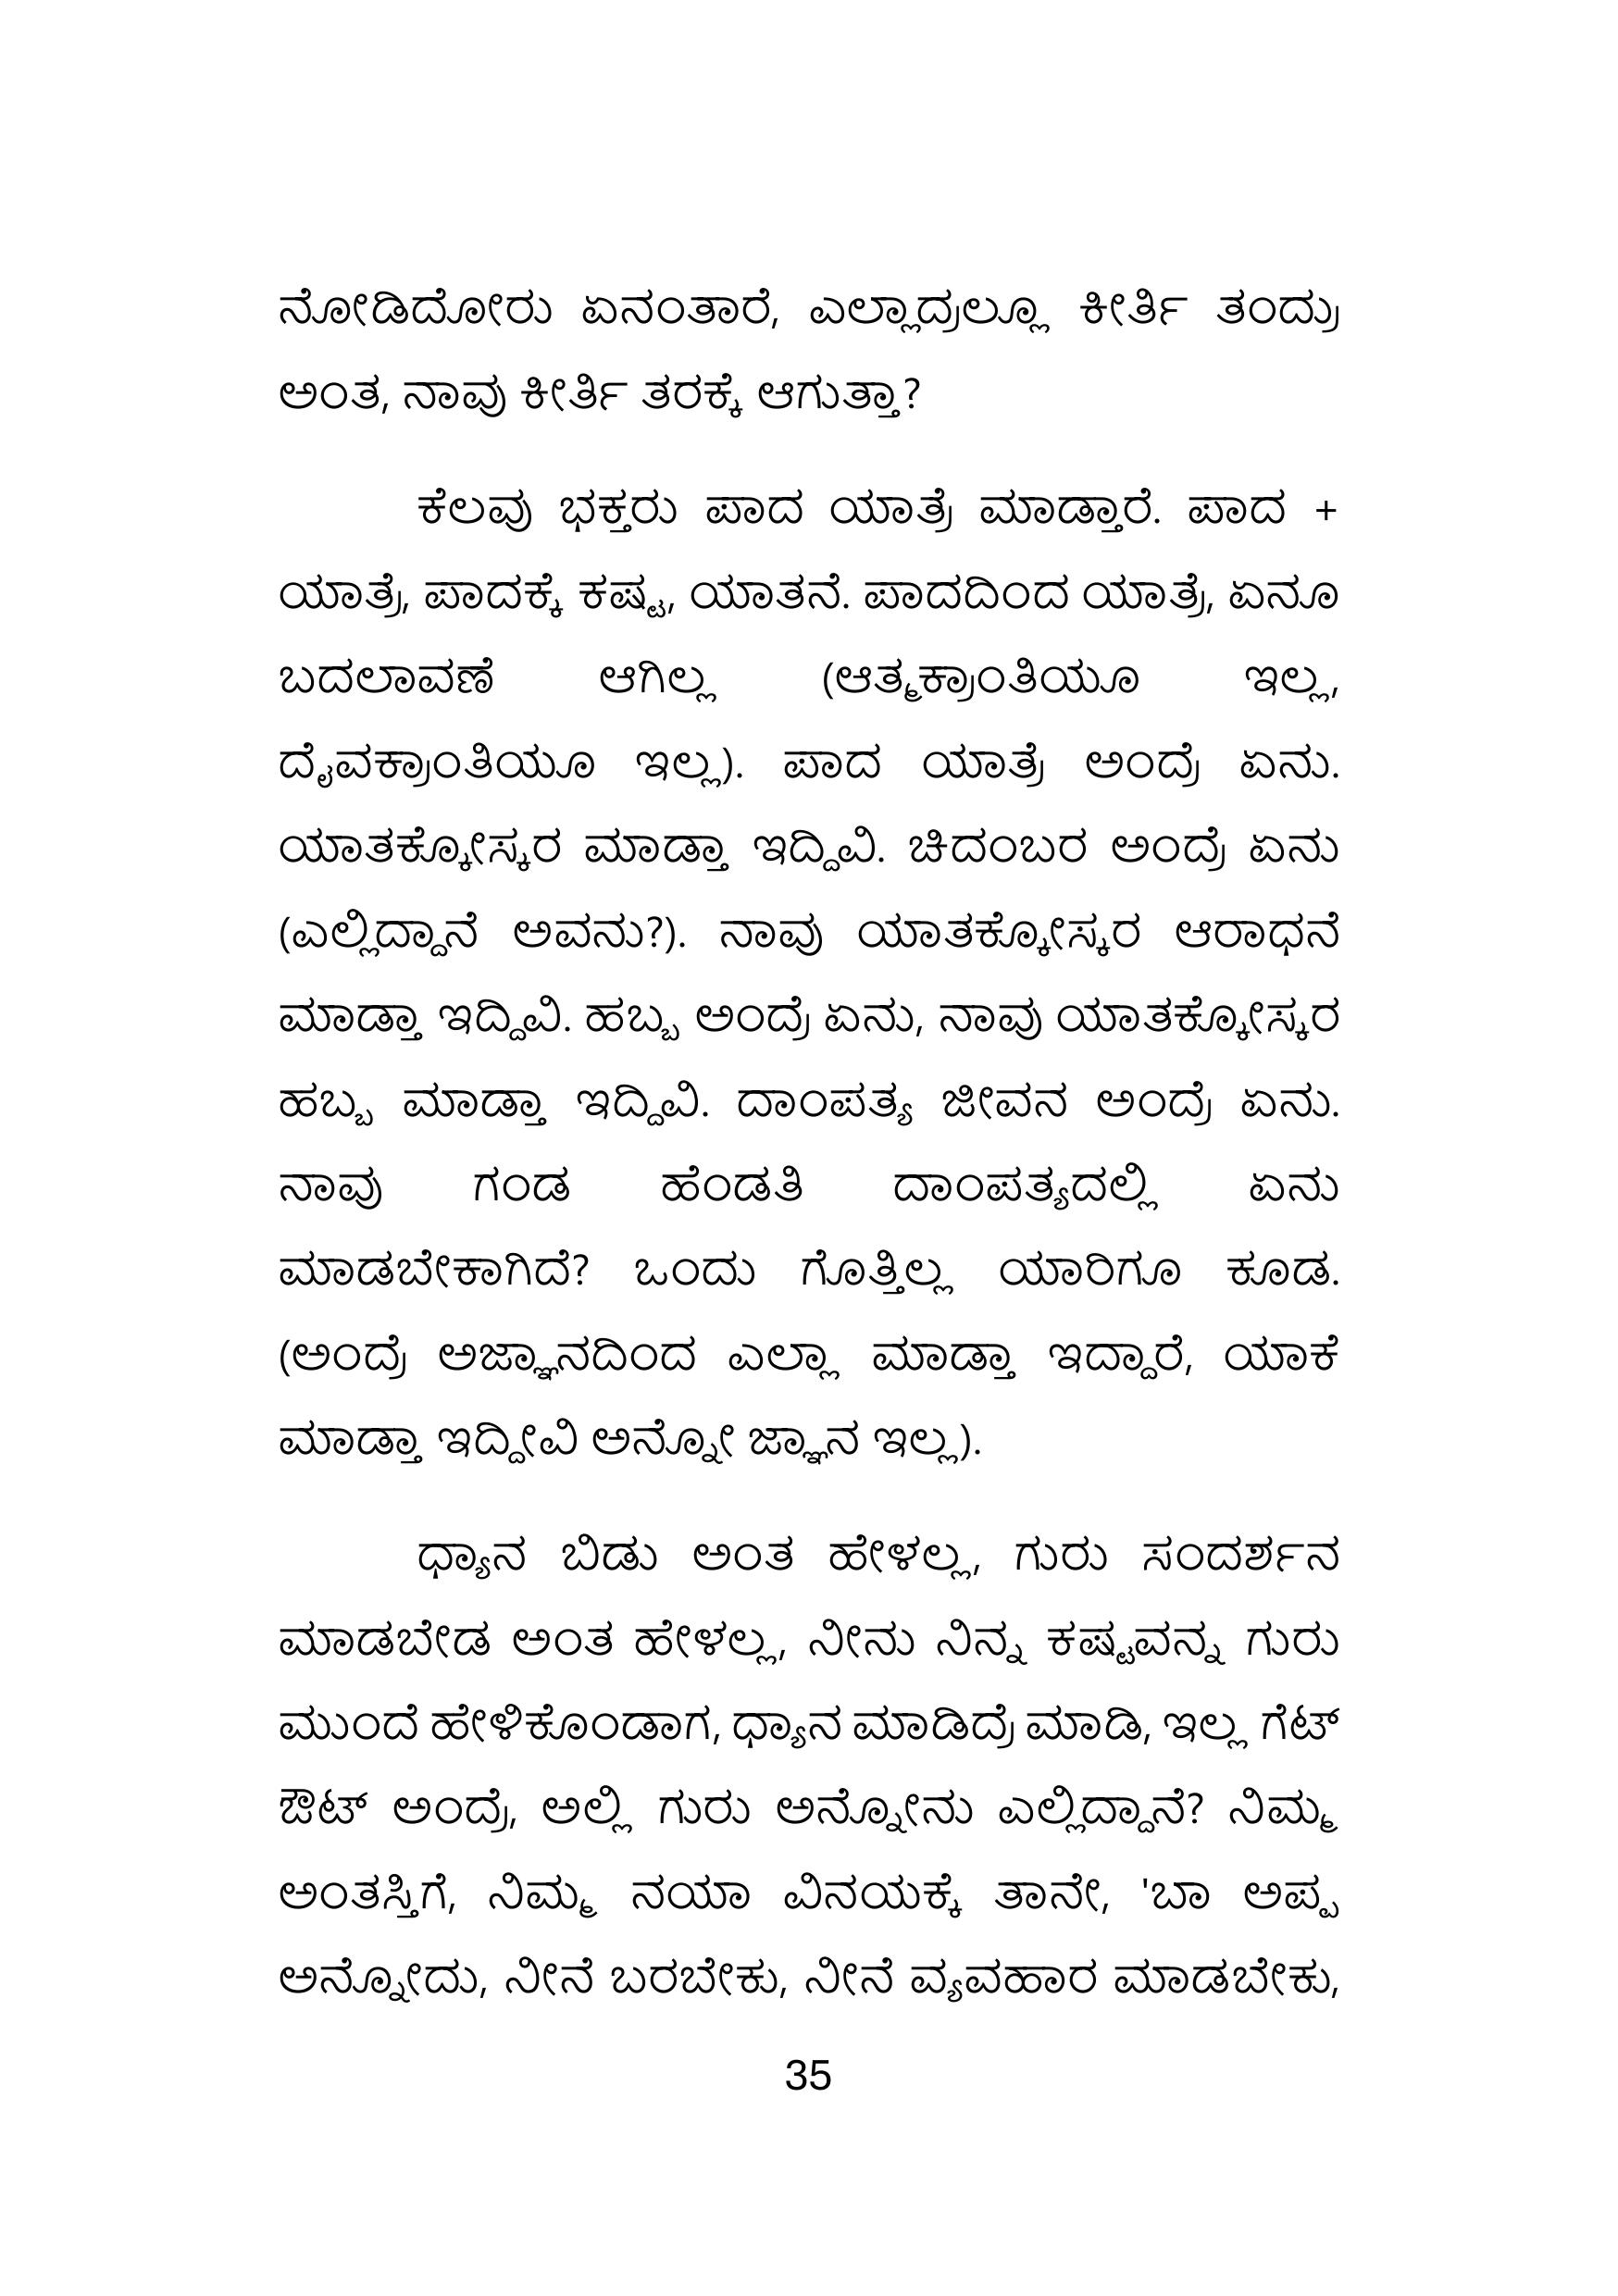 ನೋಡಿದೋರು ಏನಂತಾರೆ, ಎಲ್ಲಾದ್ರಲ್ಲೂ ಕೀರ್ತಿ ತಂದ್ರು
ಅಂತ, ನಾವು ಕೀರ್ತಿ ತರಕ್ಕೆ ಆಗುತ್ತಾ?
ಕೆಲವು ಭಕ್ತರು ಪಾದ ಯಾತ್ರೆ ಮಾಡ್ತಾರೆ. ಪಾದ +
ಯಾತ್ರೆ, ಪಾದಕ್ಕೆ ಕಷ್ಟ, ಯಾತನೆ. ಪಾದದಿಂದ ಯಾತ್ರೆ, ಏನೂ
ಬದಲಾವಣೆ ಆಗಿಲ್ಲ (ಆತ್ಮಕ್ರಾಂತಿಯೂ ಇಲ್ಲ,
ದೈವಕ್ರಾಂತಿಯೂ ಇಲ್ಲ). ಪಾದ ಯಾತ್ರೆ ಅಂದ್ರೆ ಏನು.
ಯಾತಕ್ಕೋಸ್ಕರ ಮಾಡ್ತಾ ಇದ್ದಿವಿ. ಚಿದಂಬರ ಅಂದ್ರೆ ಏನು
(ಎಲ್ಲಿದ್ದಾನೆ ಅವನು?). ನಾವು ಯಾತಕ್ಕೋಸ್ಕರ ಆರಾಧನೆ
ಮಾಡ್ತಾ ಇದ್ದಿವಿ. ಹಬ್ಬ ಅಂದ್ರೆ ಏನು, ನಾವು ಯಾತಕ್ಕೋಸ್ಕರ
ಹಬ್ಬ ಮಾಡ್ತಾ ಇದ್ದಿವಿ. ದಾಂಪತ್ಯ ಜೀವನ ಅಂದ್ರೆ ಏನು.
ನಾವು ಗಂಡ ಹೆಂಡತಿ ದಾಂಪತ್ಯದಲ್ಲಿ ಏನು
ಮಾಡಬೇಕಾಗಿದೆ? ಒಂದು ಗೊತ್ತಿಲ್ಲ ಯಾರಿಗೂ ಕೂಡ.
(ಅಂದ್ರೆ ಅಜ್ಞಾನದಿಂದ ಎಲ್ಲಾ ಮಾಡ್ತಾ ಇದ್ದಾರೆ, ಯಾಕೆ
ಮಾಡ್ತಾ ಇದ್ದೀವಿ ಅನ್ನೋ ಜ್ಞಾನ ಇಲ್ಲ).
ಧ್ಯಾನ ಬಿಡು ಅಂತ ಹೇಳಲ್ಲ, ಗುರು ಸಂದರ್ಶನ
ಮಾಡಬೇಡ ಅಂತ ಹೇಳಲ್ಲ, ನೀನು ನಿನ್ನ ಕಷ್ಟವನ್ನ ಗುರು
ಮುಂದೆ ಹೇಳಿಕೊಂಡಾಗ, ಧ್ಯಾನ ಮಾಡಿದ್ರೆ ಮಾಡಿ, ಇಲ್ಲ ಗೆಟ್
ಔಟ್ ಅಂದ್ರೆ, ಅಲ್ಲಿ ಗುರು ಅನ್ನೋನು ಎಲ್ಲಿದ್ದಾನೆ? ನಿಮ್ಮ
ಅಂತಸ್ತಿಗೆ, ನಿಮ್ಮ ನಯಾ ವಿನಯಕ್ಕೆ ತಾನೇ, 'ಬಾ ಅಪ್ಪ
ಅನ್ನೋದು, ನೀನೆ ಬರಬೇಕು, ನೀನೆ ವ್ಯವಹಾರ ಮಾಡಬೇಕು,
35